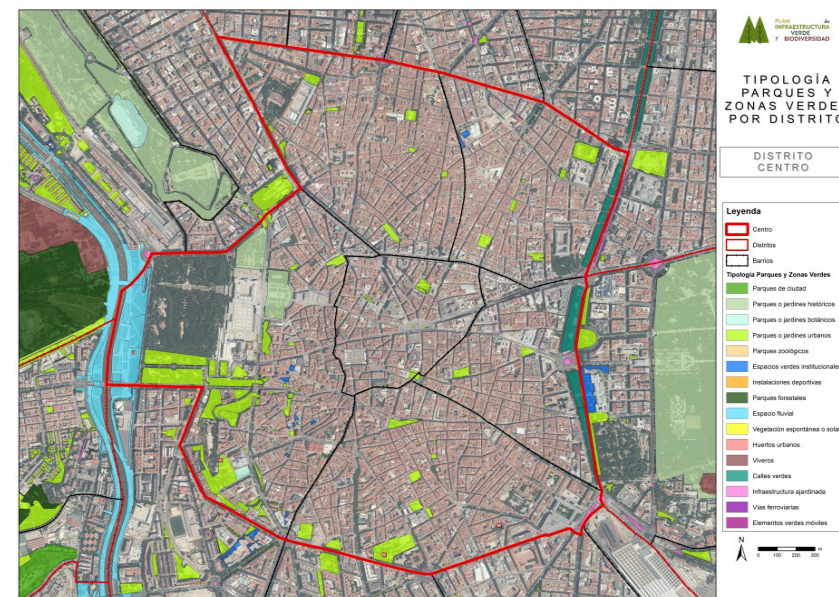 PLAN de
INFRAESTRUCTURA
VERDE
Y BIODIVERSIDAD
TIPOLOGÍA
PARQUES Y
ZONAS VERDE
POR DISTRITO
DISTRITO
CENTRO
Leyenda
Centro
Distritos
Barrios
Tipología Parques y Zonas Verdes
Parques de ciudad
Parques o jardines históricos
Parques o jardines botánicos
Parques o jardines urbanos
Parques zoológicos
Espacios verdes institucionale
Instalaciones deportivas
Parques forestales
Espacio fluvial
Vegetación espontánea o sola
Huertos urbanos
Viveros
Calles verdes
Infraestructura ajardinada
Vías ferroviarias
Elementos verdes móviles
N
0 100 200 300 m